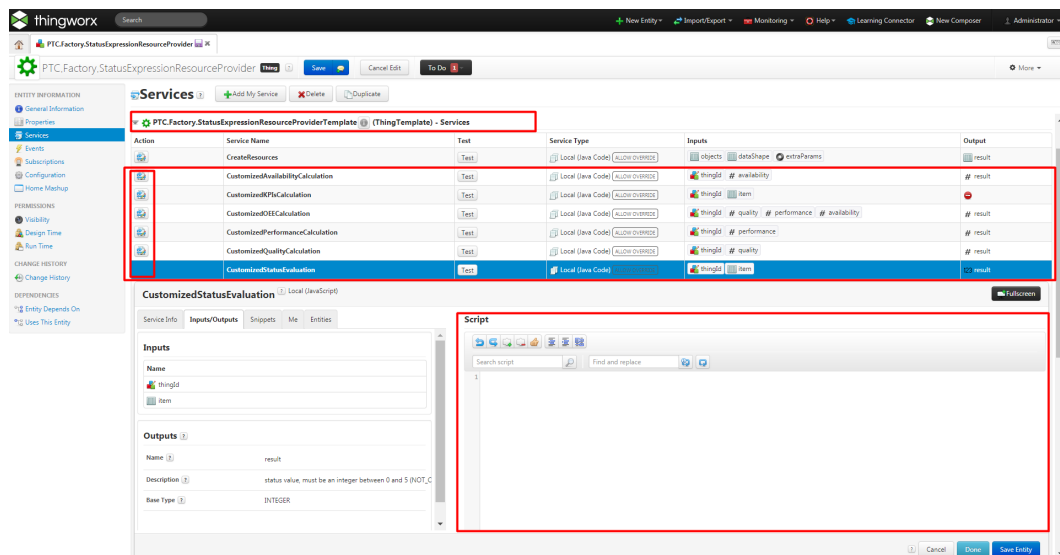 thingworx Search New Entity Import/Export Monitoring Help Learning Connector New Composer Administrator
PTC.Factory.StatusExpressionResourceProvider
PTC.Factory.StatusExpressionResourceProvider Thing Save Cancel Edit To Do 1 More
ENTITY INFORMATION
General Information
Properties
Services
Events
Subscriptions
Configuration
Home Mashup
PERMISSIONS
Visibility
Design Time
Run Time
CHANGE HISTORY
Change History
DEPENDENCIES
Entity Depends On
Uses This Entity
Services Add My Service Delete Duplicate
PTC.Factory.StatusExpressionResourceProviderTemplate (ThingTemplate) - Services
Action Service Name Test Service Type Inputs Output
CreateResources Test Local (Java Code) ALLOW OVERRIDE objects dataShape extraParams result
CustomizedAvailabilityCalculation Test Local (Java Code) ALLOW OVERRIDE thingId # availability # result
CustomizedKPIsCalculation Test Local (Java Code) ALLOW OVERRIDE thingId item
CustomizedOEECalculation Test Local (Java Code) ALLOW OVERRIDE thingId # quality # performance # availability # result
CustomizedPerformanceCalculation Test Local (Java Code) ALLOW OVERRIDE thingId # performance # result
CustomizedQualityCalculation Test Local (Java Code) ALLOW OVERRIDE thingId # quality # result
CustomizedStatusEvaluation Test Local (Java Code) thingId item result
CustomizedStatusEvaluation Local (JavaScript) Fullscreen
Service Info Inputs/Outputs Snippets Me Entities
Inputs
Name
thingId
item
Outputs
Name result
Description status value, must be an integer between 0 and 5 (NOT_C
Base Type INTEGER
Script
Search script Find and replace
1
Cancel Done Save Entity